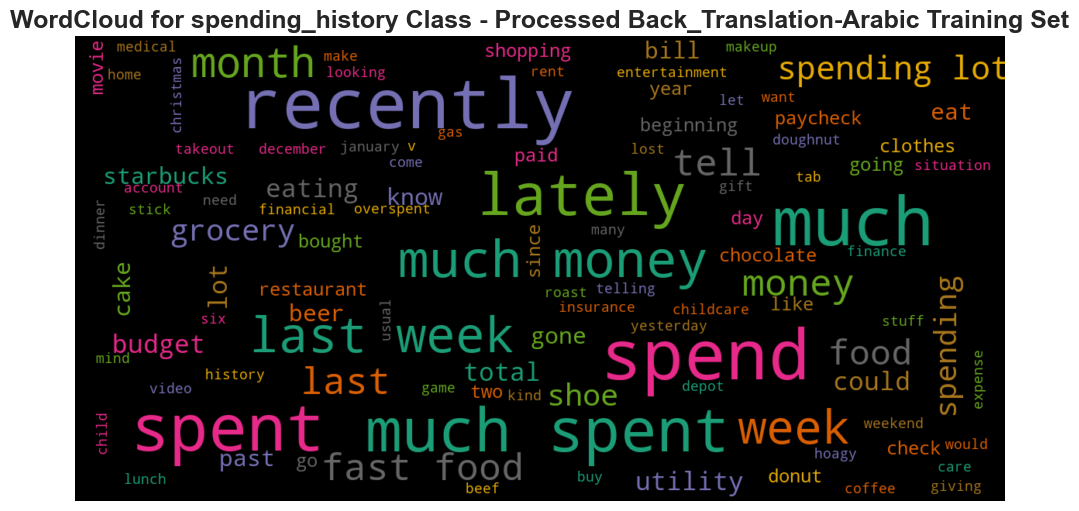 WordCloud for spending_history Class - Processed Back_Translation-Arabic Training Set
movie medical shopping bill makeup
home month make looking entertainment spending lot
christmas recently rent year let want
gas beginning paycheck eat
takeout december january v come paid lost tell doughnut clothes
starbucks account eating know tab going situation
stick need financial overspent lately gift
dinner grocery bought many day much
since chocolate finance
cake lot much money money like
restaurant roast telling
six beer usual insurance childcare yesterday stuff spending
budget last week gone spend food
mind history total depot could expense
video last game two kind shoe
child spent much spent week weekend
past go fast food hoagy check would
lunch beef buy utility donut coffee care giving